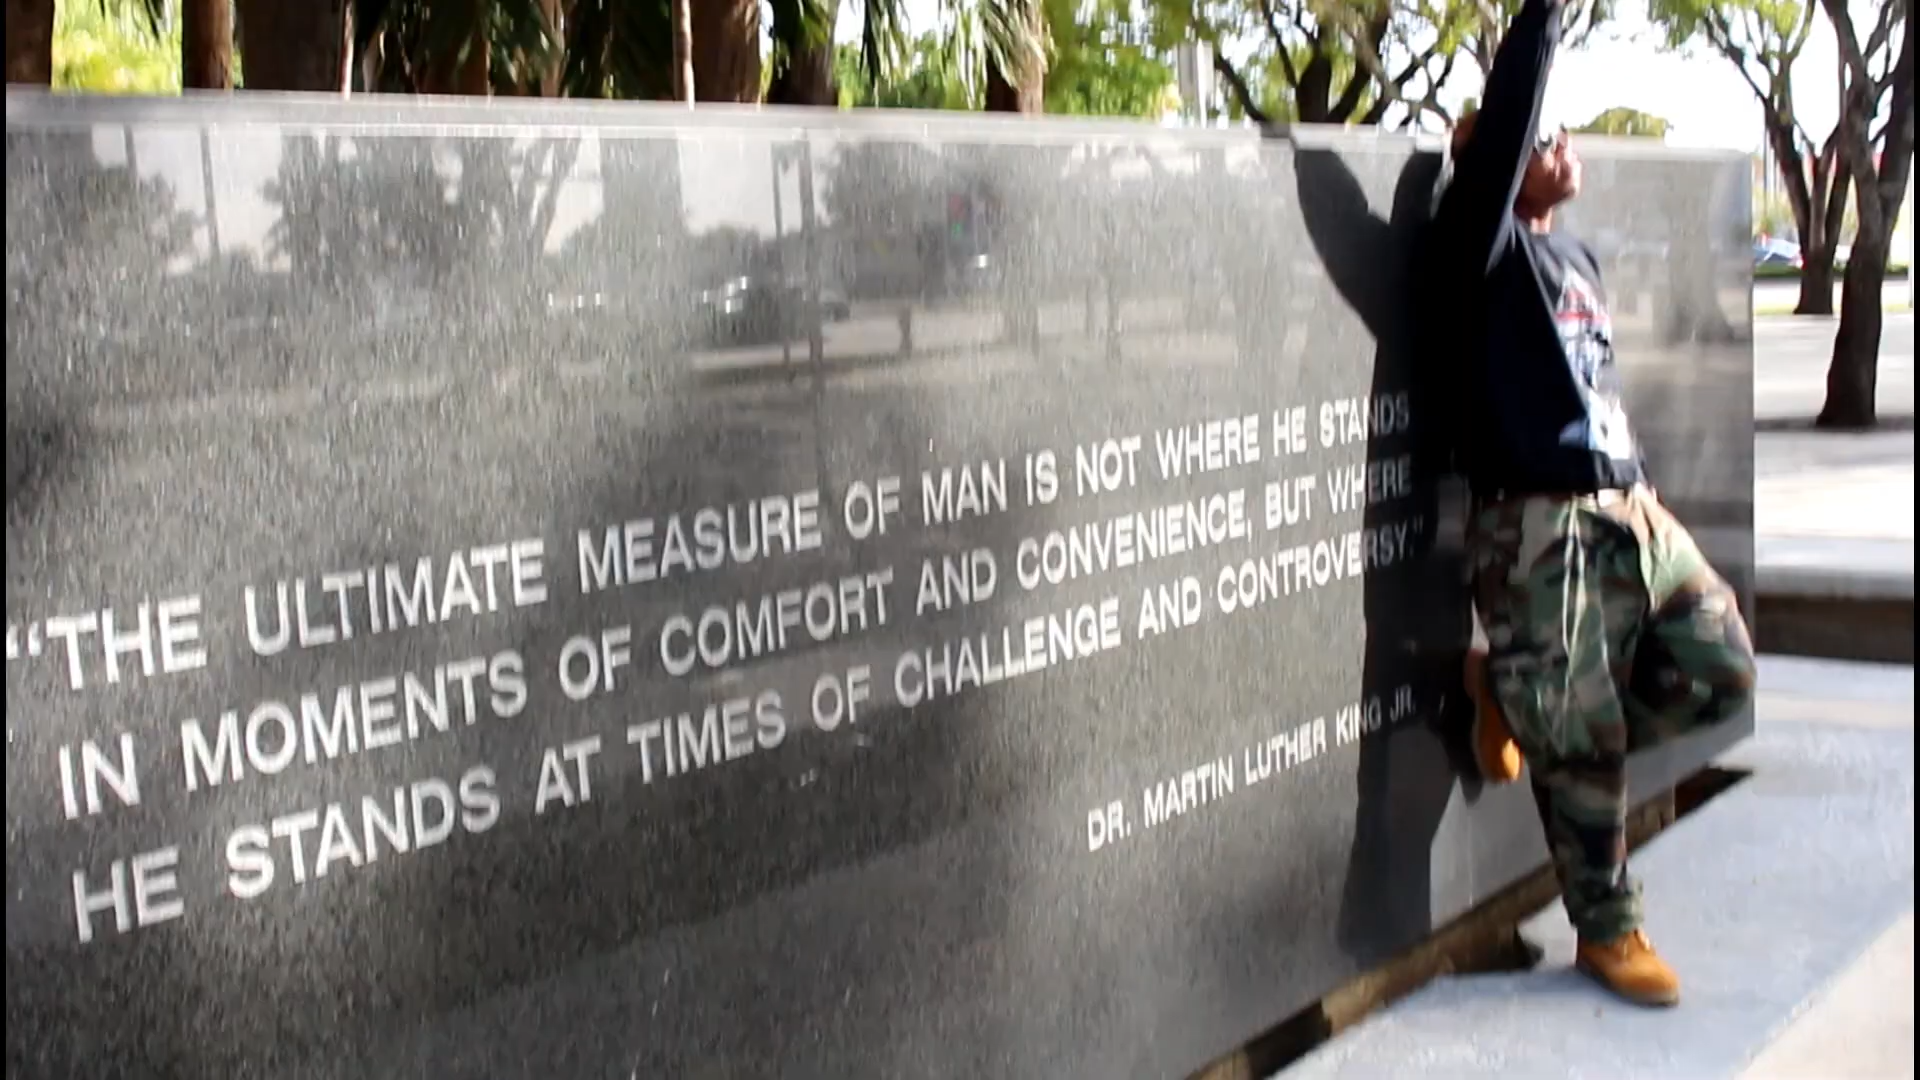 “THE ULTIMATE MEASURE OF MAN IS NOT WHERE HE STANDS
IN MOMENTS OF COMFORT AND CONVENIENCE, BUT WHERE
HE STANDS AT TIMES OF CHALLENGE AND CONTROVERSY.”
DR. MARTIN LUTHER KING JR.